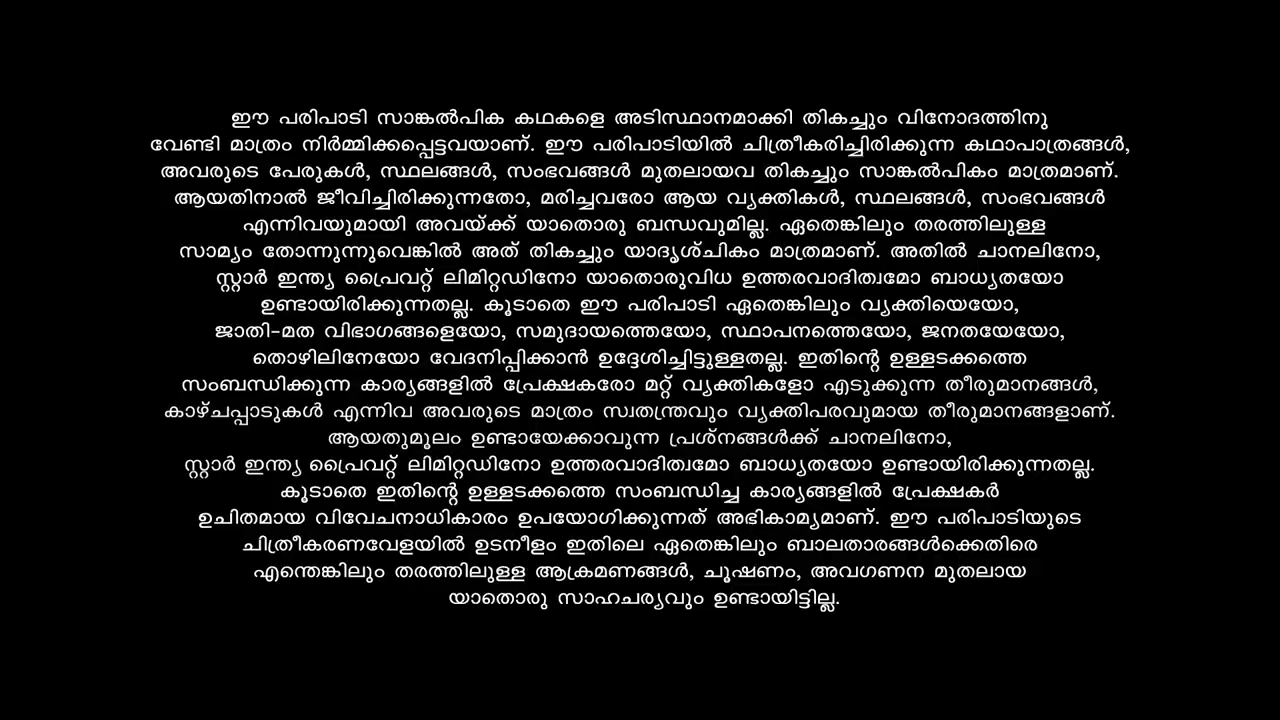 ഈ പരിപാടി സാങ്കൽപിക കഥകളെ അടിസ്ഥാനമാക്കി തികച്ചും വിനോദത്തിനു
വേണ്ടി മാത്രം നിർമ്മിക്കപ്പെട്ടവയാണ്. ഈ പരിപാടിയിൽ ചിത്രീകരിച്ചിരിക്കുന്ന കഥാപാത്രങ്ങൾ,
അവരുടെ പേരുകൾ, സ്ഥലങ്ങൾ, സംഭവങ്ങൾ മുതലായവ തികച്ചും സാങ്കൽപികം മാത്രമാണ്.
ആയതിനാൽ ജീവിച്ചിരിക്കുന്നതോ, മരിച്ചവരോ ആയ വ്യക്തികൾ, സ്ഥലങ്ങൾ, സംഭവങ്ങൾ
എന്നിവയുമായി അവയ്ക്ക് യാതൊരു ബന്ധവുമില്ല. ഏതെങ്കിലും തരത്തിലുള്ള
സാമ്യം തോന്നുന്നുവെങ്കിൽ അത് തികച്ചും യാദൃശ്ചികം മാത്രമാണ്. അതിൽ ചാനലിനോ,
സ്റ്റാർ ഇന്ത്യ പ്രൈവറ്റ് ലിമിറ്റഡിനോ യാതൊരുവിധ ഉത്തരവാദിത്വമോ ബാധ്യതയോ
ഉണ്ടായിരിക്കുന്നതല്ല. കൂടാതെ ഈ പരിപാടി ഏതെങ്കിലും വ്യക്തിയെയോ,
ജാതി-മത വിഭാഗങ്ങളെയോ, സമുദായത്തെയോ, സ്ഥാപനത്തെയോ, ജനതയേയോ,
തൊഴിലിനേയോ വേദനിപ്പിക്കാൻ ഉദ്ദേശിച്ചിട്ടുള്ളതല്ല. ഇതിന്റെ ഉള്ളടക്കത്തെ
സംബന്ധിക്കുന്ന കാര്യങ്ങളിൽ പ്രേക്ഷകരോ മറ്റ് വ്യക്തികളോ എടുക്കുന്ന തീരുമാനങ്ങൾ,
കാഴ്ചപ്പാടുകൾ എന്നിവ അവരുടെ മാത്രം സ്വതന്ത്രവും വ്യക്തിപരവുമായ തീരുമാനങ്ങളാണ്.
ആയതുമൂലം ഉണ്ടായേക്കാവുന്ന പ്രശ്നങ്ങൾക്ക് ചാനലിനോ,
സ്റ്റാർ ഇന്ത്യ പ്രൈവറ്റ് ലിമിറ്റഡിനോ ഉത്തരവാദിത്വമോ ബാധ്യതയോ ഉണ്ടായിരിക്കുന്നതല്ല.
കൂടാതെ ഇതിന്റെ ഉള്ളടക്കത്തെ സംബന്ധിച്ച കാര്യങ്ങളിൽ പ്രേക്ഷകർ
ഉചിതമായ വിവേചനാധികാരം ഉപയോഗിക്കുന്നത് അഭികാമ്യമാണ്. ഈ പരിപാടിയുടെ
ചിത്രീകരണവേളയിൽ ഉടനീളം ഇതിലെ ഏതെങ്കിലും ബാലതാരങ്ങൾക്കെതിരെ
എന്തെങ്കിലും തരത്തിലുള്ള ആക്രമണങ്ങൾ, ചൂഷണം, അവഗണന മുതലായ
യാതൊരു സാഹചര്യവും ഉണ്ടായിട്ടില്ല.